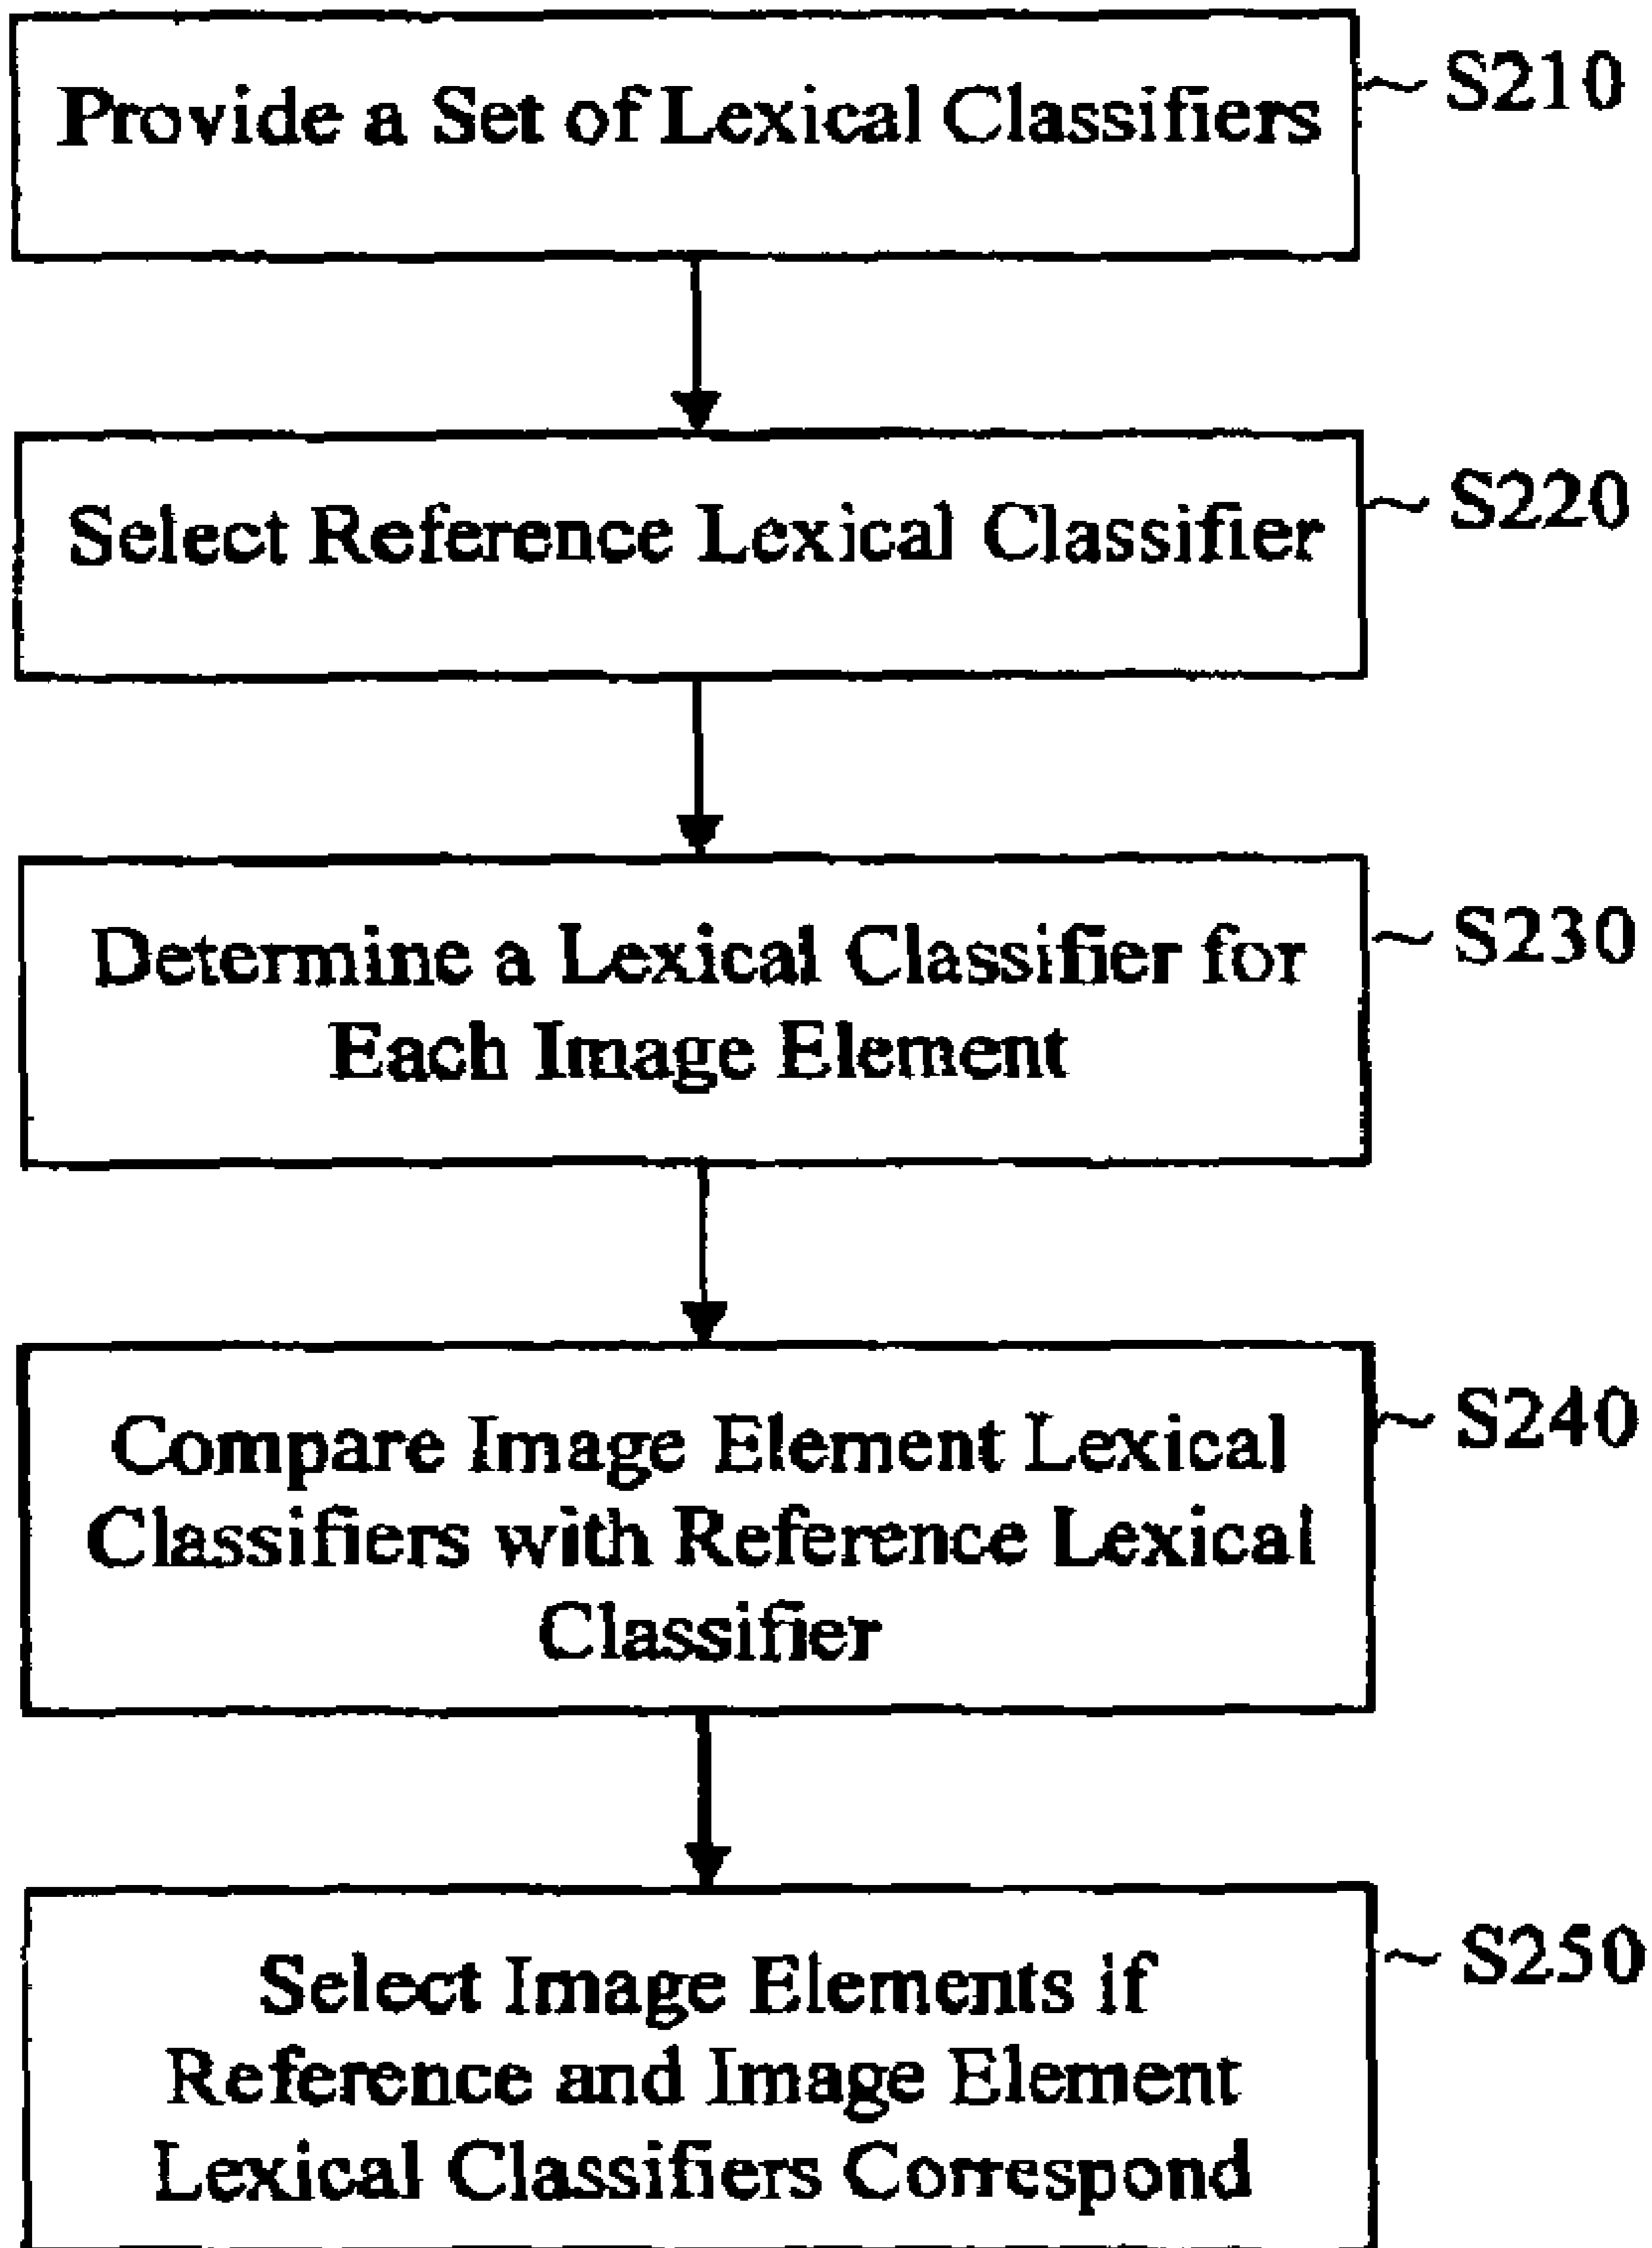 Provide a Set of Lexical Classifiers
S210
Select Reference Lexical Classifier
S220
Determine a Lexical Classifier for
Each Image Element
S230
Compare Image Element Lexical
Classifiers with Reference Lexical
Classifier
S240
Select Image Elements if
Reference and Image Element
Lexical Classifiers Correspond
S250